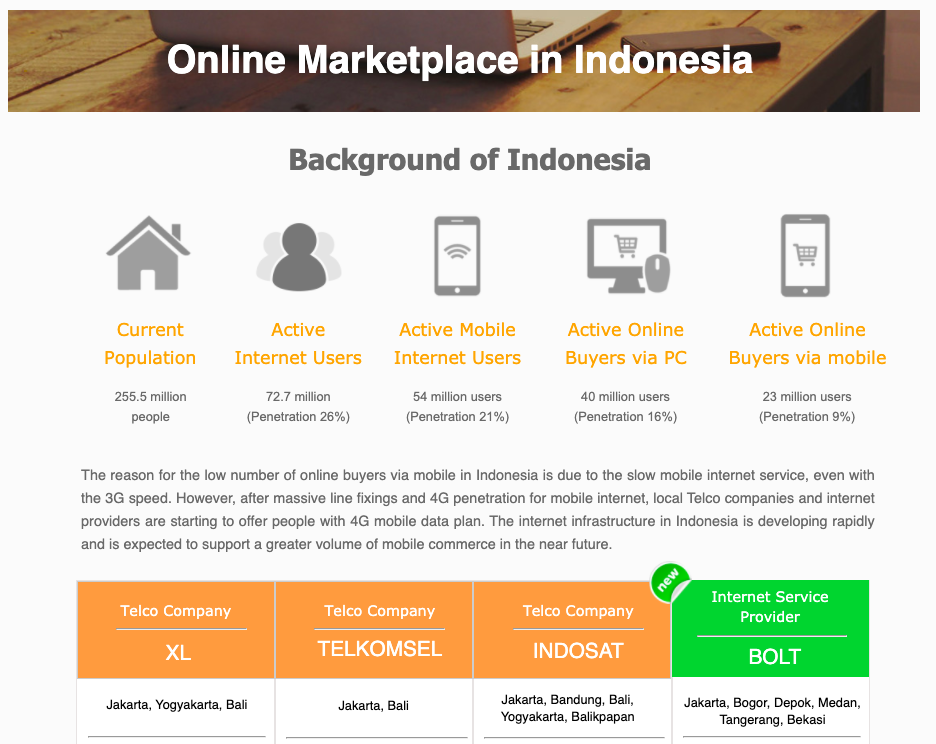 Online Marketplace in Indonesia
Background of Indonesia
Current
Population
255.5 million
people
Active
Internet Users
72.7 million
(Penetration 26%)
Active Mobile
Internet Users
54 million users
(Penetration 21%)
Active Online
Buyers via PC
40 million users
(Penetration 16%)
Active Online
Buyers via mobile
23 million users
(Penetration 9%)
The reason for the low number of online buyers via mobile in Indonesia is due to the slow mobile internet service, even with
the 3G speed. However, after massive line fixings and 4G penetration for mobile internet, local Telco companies and internet
providers are starting to offer people with 4G mobile data plan. The internet infrastructure in Indonesia is developing rapidly
and is expected to support a greater volume of mobile commerce in the near future.
Telco Company
XL
Jakarta, Yogyakarta, Bali
Telco Company
TELKOMSEL
Jakarta, Bali
Telco Company
INDOSAT
Jakarta, Bandung, Bali,
Yogyakarta, Balikpapan
new
Internet Service
Provider
BOLT
Jakarta, Bogor, Depok, Medan,
Tangerang, Bekasi